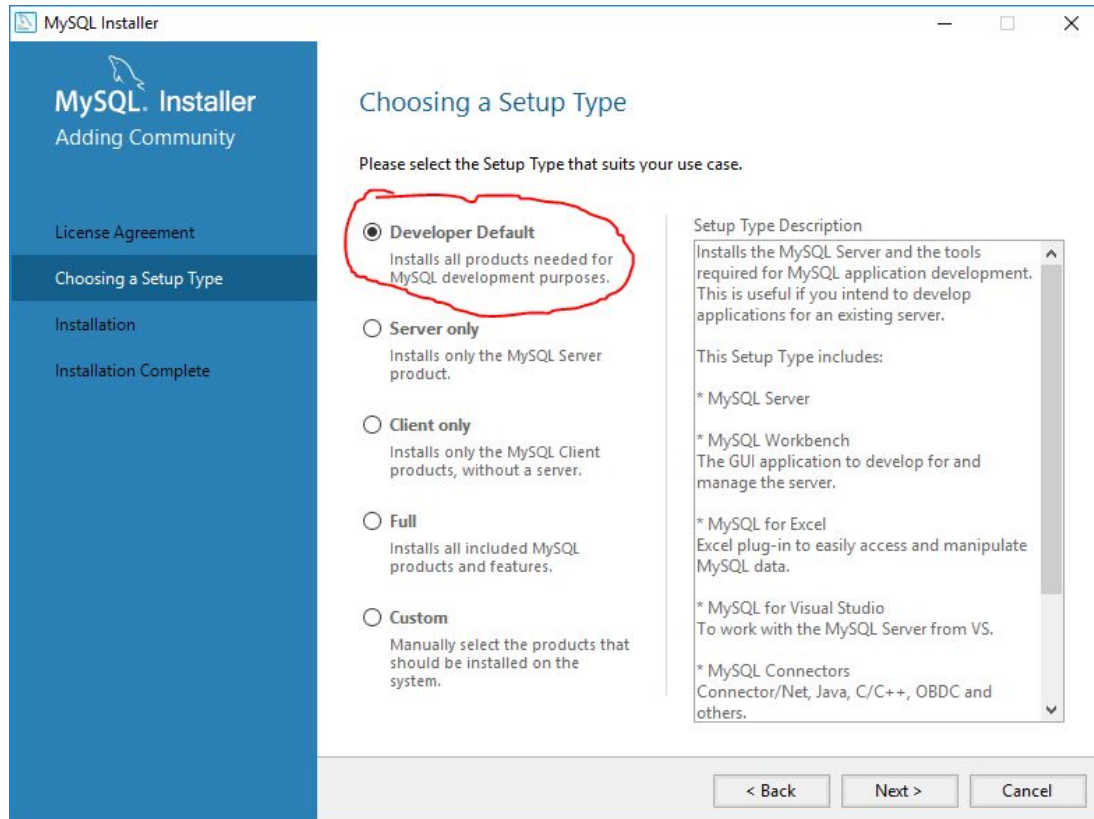 MySQL Installer
MySQL. Installer
Adding Community
License Agreement
Choosing a Setup Type
Installation
Installation Complete
Choosing a Setup Type
Please select the Setup Type that suits your use case.
Developer Default
Installs all products needed for
MySQL development purposes.
Server only
Installs only the MySQL Server
product.
Client only
Installs only the MySQL Client
products, without a server.
Full
Installs all included MySQL
products and features.
Custom
Manually select the products that
should be installed on the
system.
Setup Type Description
Installs the MySQL Server and the tools
required for MySQL application development.
This is useful if you intend to develop
applications for an existing server.
This Setup Type includes:
* MySQL Server
* MySQL Workbench
The GUI application to develop for and
manage the server.
* MySQL for Excel
Excel plug-in to easily access and manipulate
MySQL data.
* MySQL for Visual Studio
To work with the MySQL Server from VS.
* MySQL Connectors
Connector/Net, Java, C/C++, OBDC and
others.
< Back
Next >
Cancel